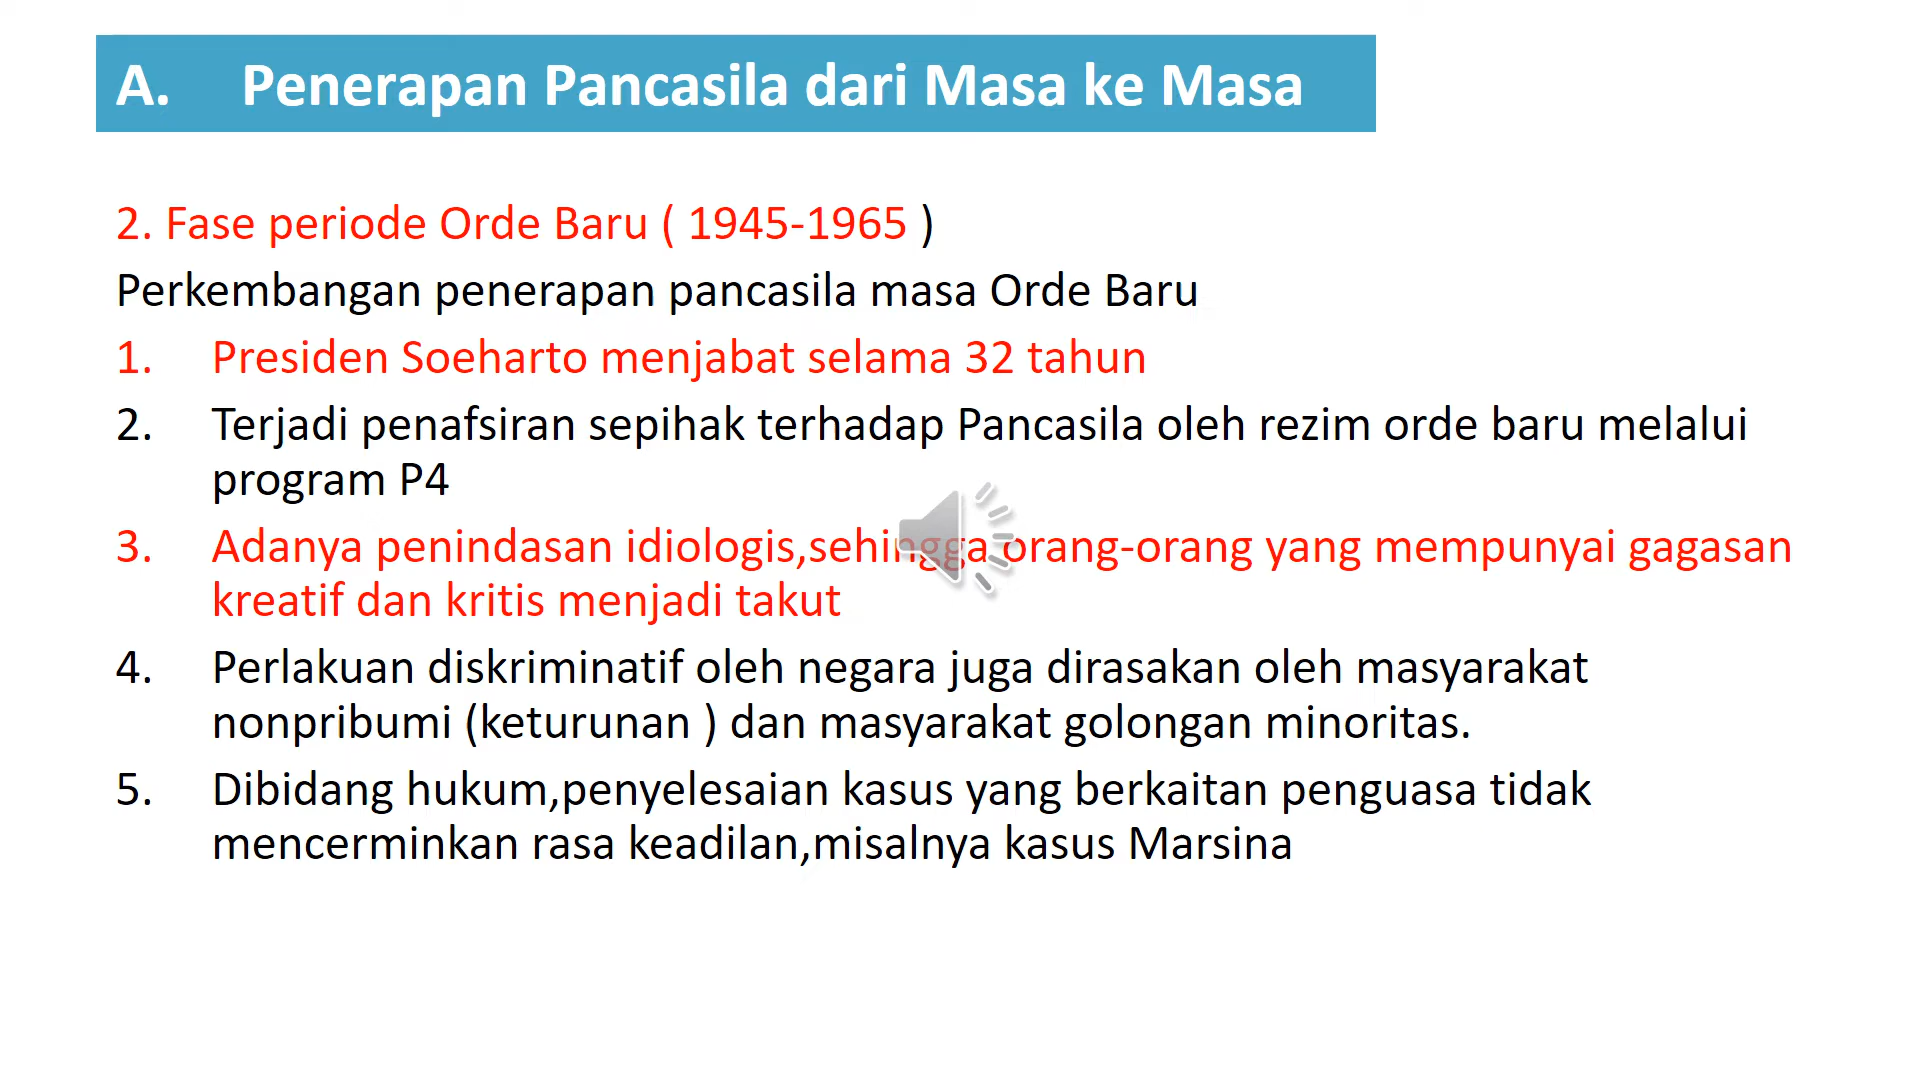 A. Penerapan Pancasila dari Masa ke Masa
2. Fase periode Orde Baru ( 1945-1965 )
Perkembangan penerapan pancasila masa Orde Baru
1. Presiden Soeharto menjabat selama 32 tahun
2. Terjadi penafsiran sepihak terhadap Pancasila oleh rezim orde baru melalui
program P4
3. Adanya penindasan idiologis,sehingga orang-orang yang mempunyai gagasan
kreatif dan kritis menjadi takut
4. Perlakuan diskriminatif oleh negara juga dirasakan oleh masyarakat
nonpribumi (keturunan ) dan masyarakat golongan minoritas.
5. Dibidang hukum,penyelesaian kasus yang berkaitan penguasa tidak
mencerminkan rasa keadilan,misalnya kasus Marsina